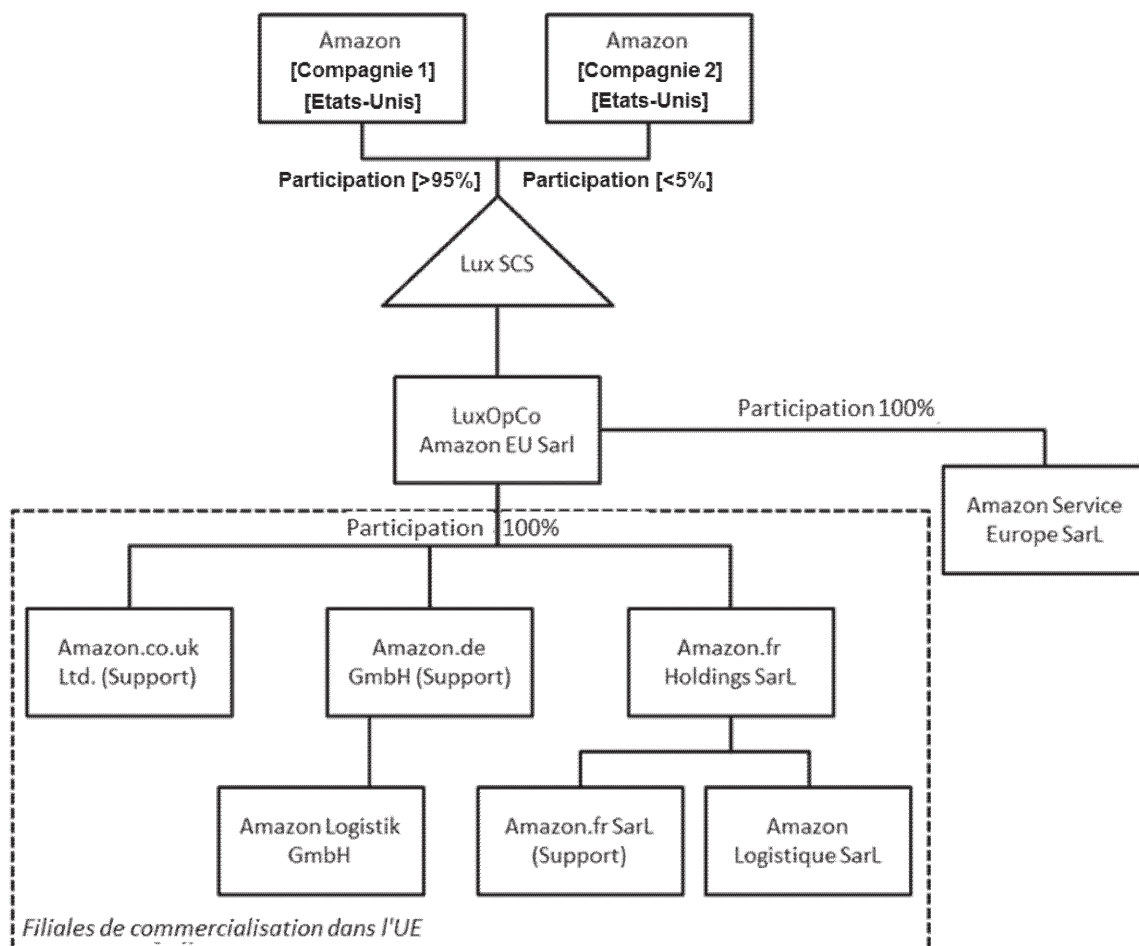 Amazon
[Compagnie 1]
[Etats-Unis]
Amazon
[Compagnie 2]
[Etats-Unis]
Participation [>95%]
Participation [<5%]
Lux SCS
LuxOpCo
Amazon EU Sarl
Participation 100%
Amazon Service
Europe SarL
Participation 100%
Amazon.co.uk
Ltd. (Support)
Amazon.de
GmbH (Support)
Amazon.fr
Holdings SarL
Amazon Logistik
GmbH
Amazon.fr SarL
(Support)
Amazon
Logistique SarL
Filiales de commercialisation dans l'UE